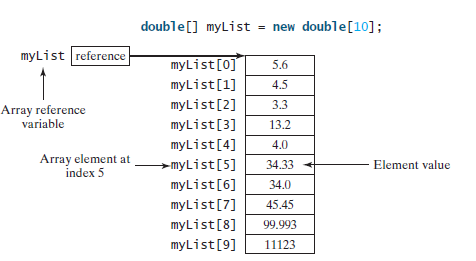 double[] myList = new double[10];
myList reference
myList[0] 5.6
myList[1] 4.5
Array reference
variable
myList[2] 3.3
myList[3] 13.2
myList[4] 4.0
Array element at
index 5
myList[5] 34.33
Element value
myList[6] 34.0
myList[7] 45.45
myList[8] 99.993
myList[9] 11123